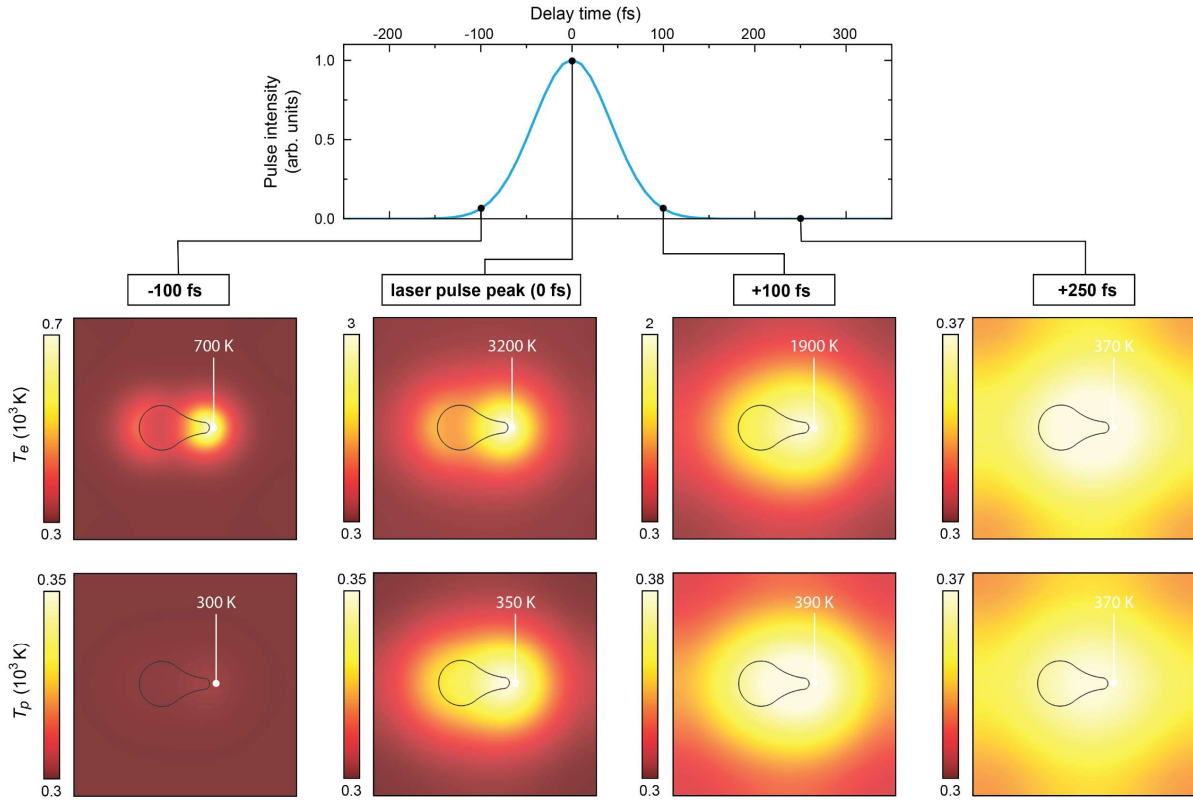 Delay time (fs)
-200 -100 0 100 200 300
1.0
0.5
0.0
Pulse intensity
(arb. units)
-100 fs
laser pulse peak (0 fs)
+100 fs
+250 fs
0.7
3
2
0.37
700 K
3200 K
1900 K
370 K
Te (10³ K)
0.3
0.3
0.3
0.3
0.35
0.35
0.38
0.37
300 K
350 K
390 K
370 K
Tp (10³ K)
0.3
0.3
0.3
0.3